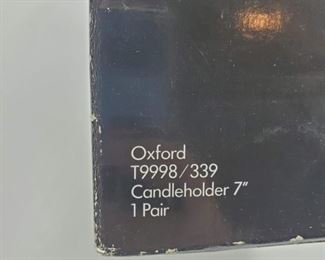 Oxford
T9998/339
Candleholder 7"
1 Pair